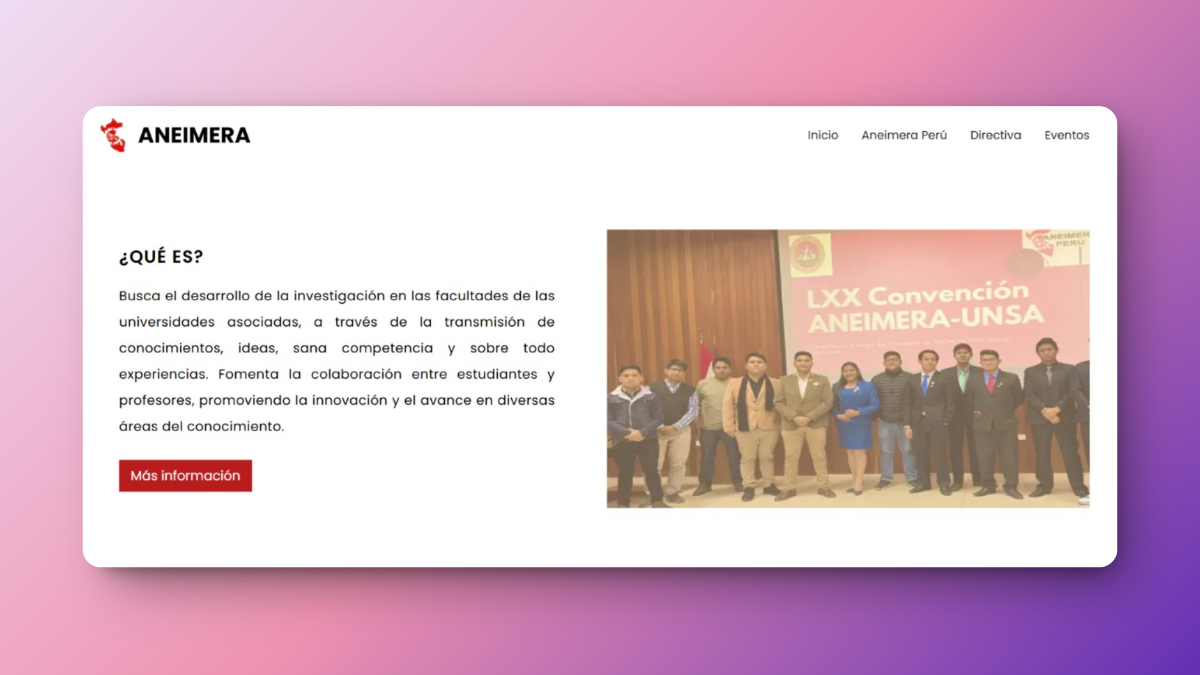 ANEIMERA
Inicio
Aneimera Perú
Directiva
Eventos
¿QUÉ ES?
Busca el desarrollo de la investigación en las facultades de las
universidades asociadas, a través de la transmisión de
conocimientos, ideas, sana competencia y sobre todo
experiencias. Fomenta la colaboración entre estudiantes y
profesores, promoviendo la innovación y el avance en diversas
áreas del conocimiento.
Más información
ANEIMER
PERÚ
LXX Convención
ANEIMERA-UNSA